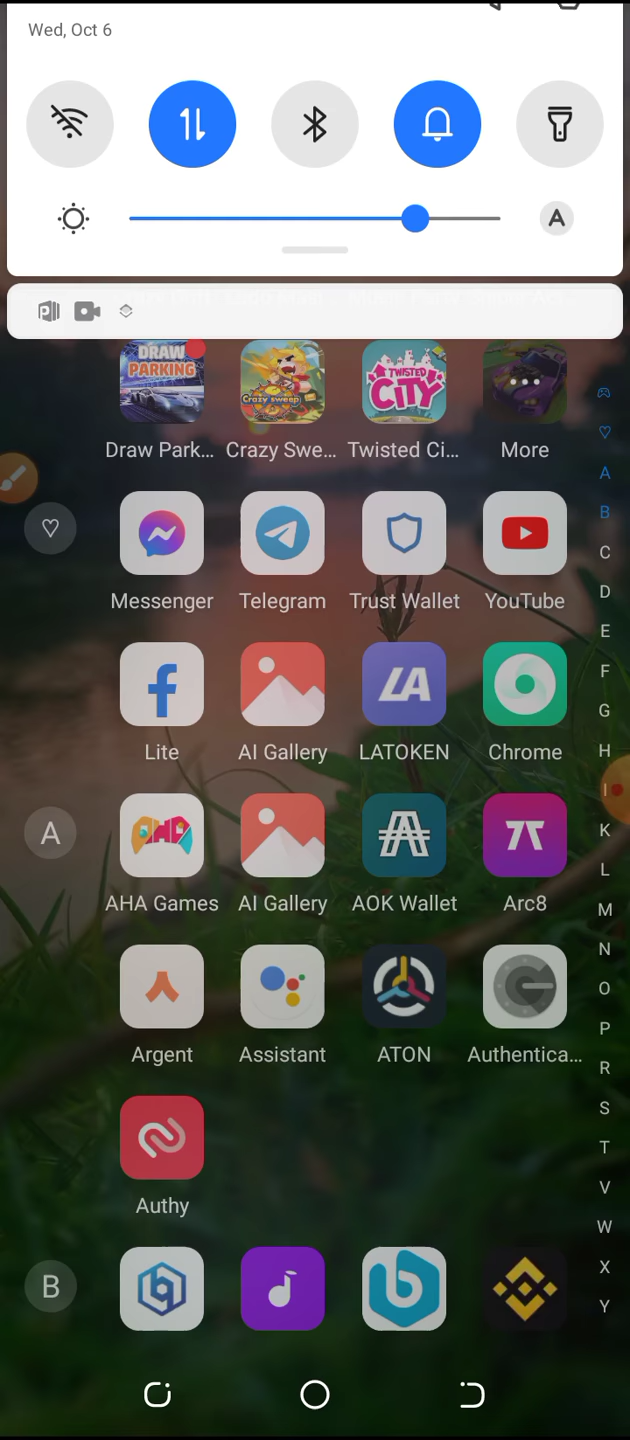 Wed, Oct 6
A
DRAW
PARKING
Crazy sweep
TWISTED
CITY
Draw Park...
Crazy Swe...
Twisted Ci...
More
A
B
C
D
E
F
G
H
I
K
L
M
N
O
P
R
S
T
V
W
X
Y
Messenger
Telegram
Trust Wallet
YouTube
LA
Lite
AI Gallery
LATOKEN
Chrome
A
AHA
AHA Games
AI Gallery
AOK Wallet
Arc8
Argent
Assistant
ATON
Authentica...
Authy
B